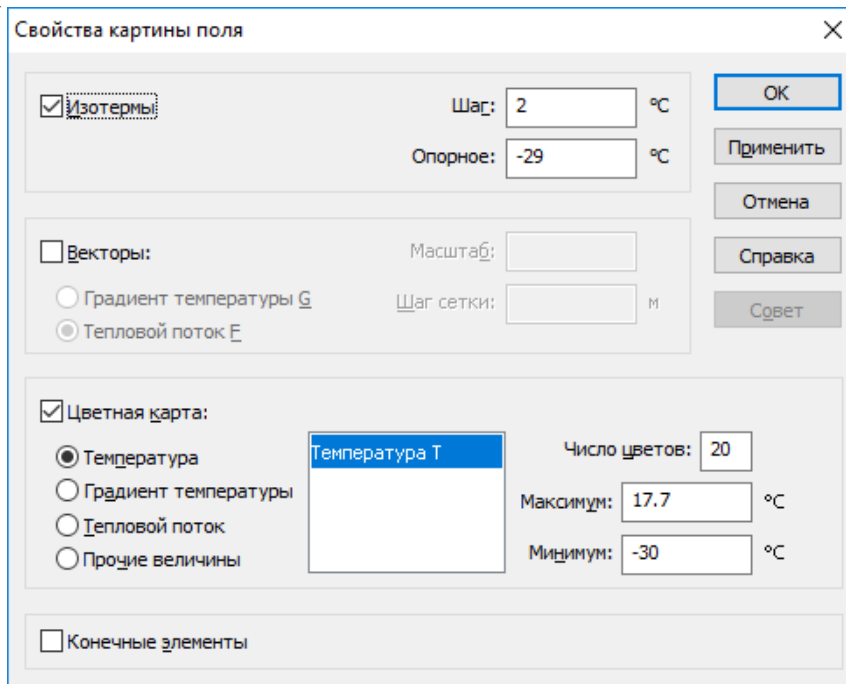 Свойства картины поля
Изотермы
Шаг: 2 °C
Опорное: -29 °C
OK
Применить
Отмена
Справка
Совет
Векторы:
Масштаб:
Градиент температуры G
Шаг сетки: м
Тепловой поток F
Цветная карта:
Температура
Градиент температуры
Тепловой поток
Прочие величины
Температура T
Число цветов: 20
Максимум: 17.7 °C
Минимум: -30 °C
Конечные элементы